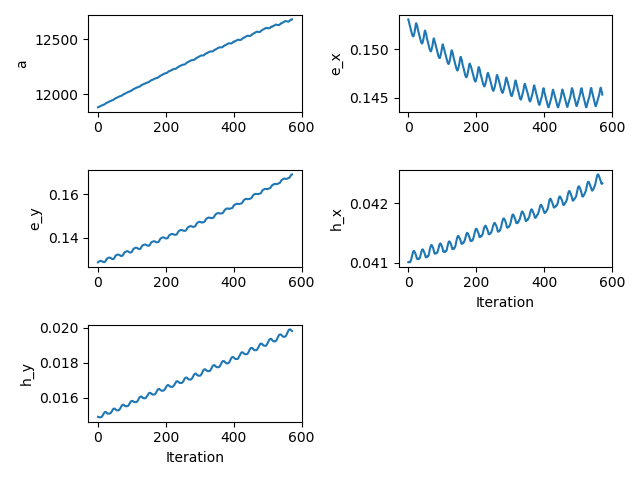 a
12500
12000
0 200 400 600
e_x
0.150
0.145
0 200 400 600
e_y
0.16
0.14
0 200 400 600
h_x
0.042
0.041
0 200 400 600
Iteration
h_y
0.020
0.018
0.016
0 200 400 600
Iteration